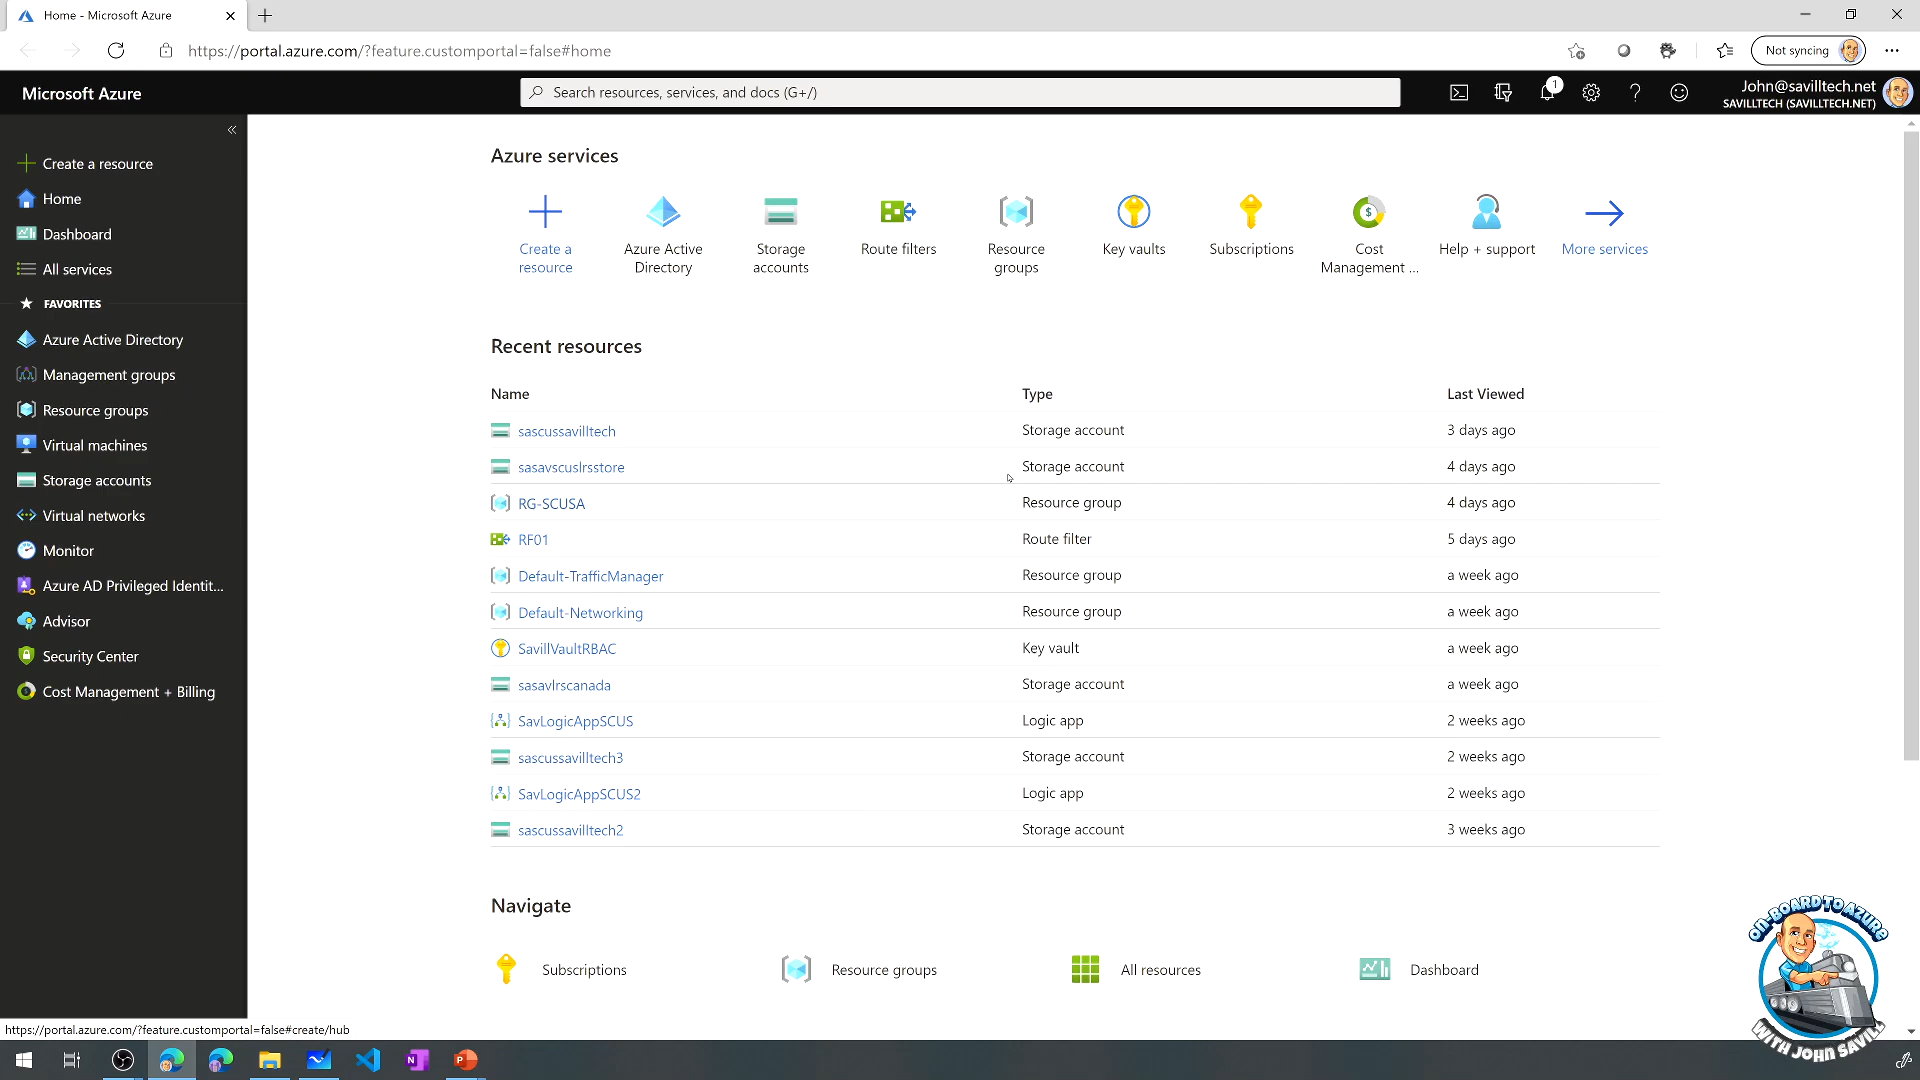 Home - Microsoft Azure
https://portal.azure.com/?feature.customportal=false#home
Not syncing
Microsoft Azure
Search resources, services, and docs (G+/)
1
John@savilltech.net
SAVILLTECH (SAVILLTECH.NET)
Create a resource
Home
Dashboard
All services
FAVORITES
Azure Active Directory
Management groups
Resource groups
Virtual machines
Storage accounts
Virtual networks
Monitor
Azure AD Privileged Identit...
Advisor
Security Center
Cost Management + Billing
Azure services
Create a
resource
Azure Active
Directory
Storage
accounts
Route filters
Resource
groups
Key vaults
Subscriptions
Cost
Management ...
Help + support
More services
Recent resources
Name Type Last Viewed
sascussavilltech Storage account 3 days ago
sasavscuslrsstore Storage account 4 days ago
RG-SCUSA Resource group 4 days ago
RF01 Route filter 5 days ago
Default-TrafficManager Resource group a week ago
Default-Networking Resource group a week ago
SavillVaultRBAC Key vault a week ago
sasavlrscanada Storage account a week ago
SavLogicAppSCUS Logic app 2 weeks ago
sascussavilltech3 Storage account 2 weeks ago
SavLogicAppSCUS2 Logic app 2 weeks ago
sascussavilltech2 Storage account 3 weeks ago
Navigate
Subscriptions
Resource groups
All resources
Dashboard
ON-BOARD TO AZURE
WITH JOHN SAVILL
https://portal.azure.com/?feature.customportal=false#create/hub